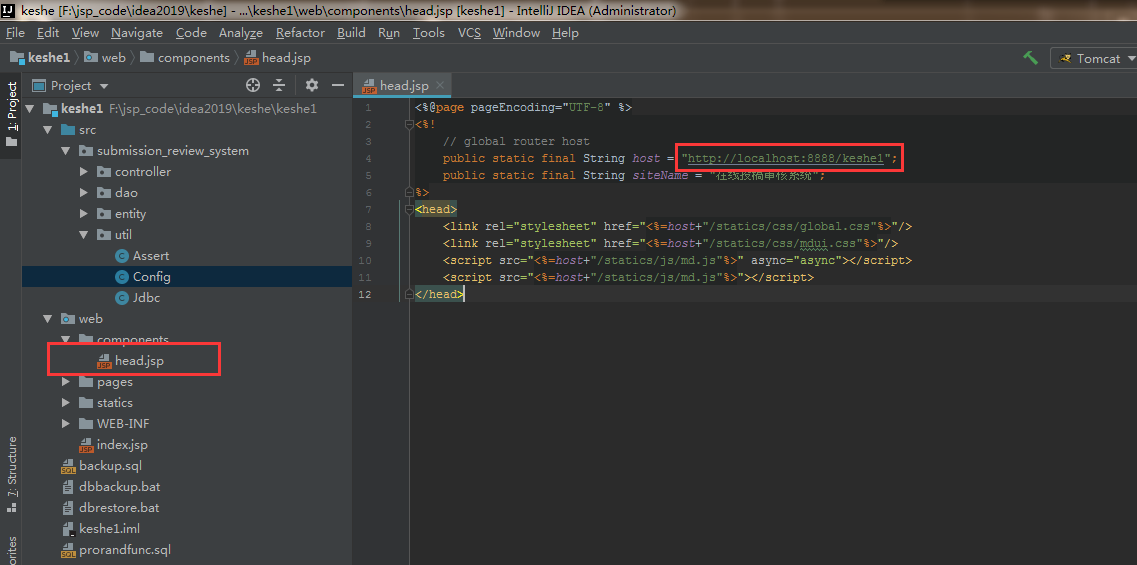 keshe [F:\jsp_code\idea2019\keshe] - ...\keshe1\web\components\head.jsp [keshe1] - IntelliJ IDEA (Administrator)
File Edit View Navigate Code Analyze Refactor Build Run Tools VCS Window Help
keshe1 web components head.jsp Tomcat
1: Project
Project
head.jsp
keshe1 F:\jsp_code\idea2019\keshe\keshe1
src
submission_review_system
controller
dao
entity
util
Assert
Config
Jdbc
web
components
head.jsp
pages
statics
WEB-INF
index.jsp
backup.sql
dbbackup.bat
dbrestore.bat
keshe1.iml
prorandfunc.sql
7: Structure
1 <%@page pageEncoding="UTF-8" %>
2 <%!
3 // global router host
4 public static final String host = "http://localhost:8888/keshe1";
5 public static final String siteName = "在线投稿审核系统";
6 %>
7 <head>
8 <link rel="stylesheet" href="<%=host+"/statics/css/global.css"%>"/>
9 <link rel="stylesheet" href="<%=host+"/statics/css/mdui.css"%>"/>
10 <script src="<%=host+"/statics/js/md.js"%>" async="async"></script>
11 <script src="<%=host+"/statics/js/md.js"%>"></script>
12 </head>